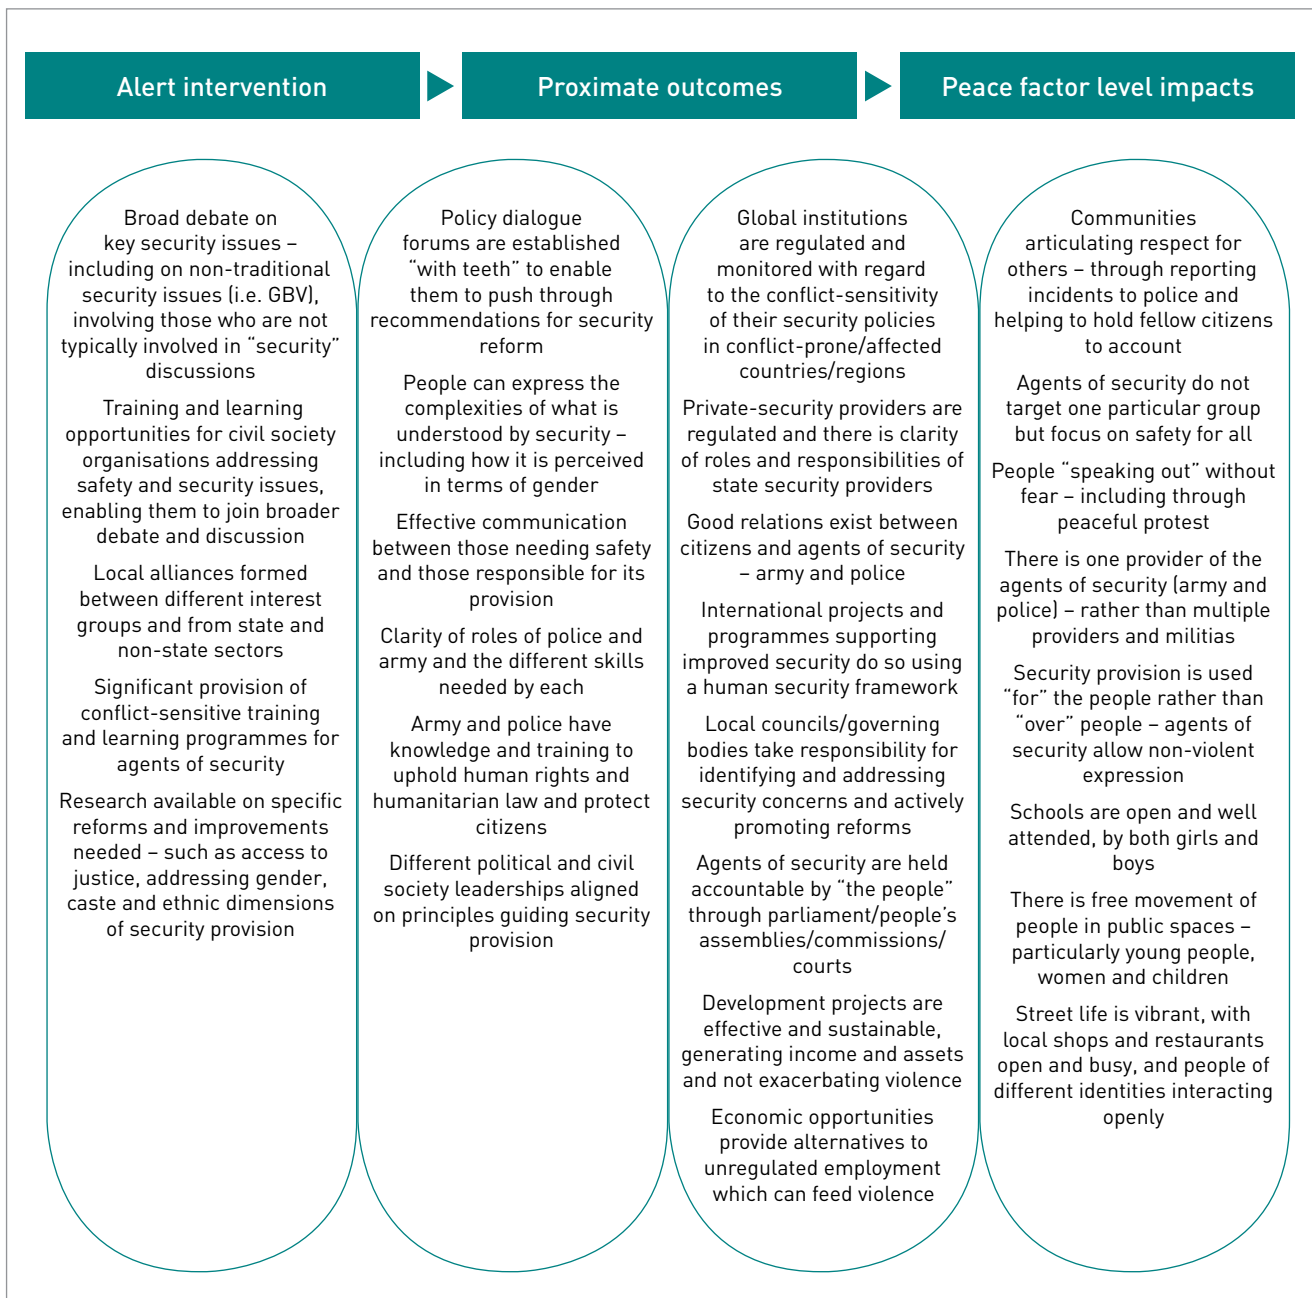 Alert intervention
Proximate outcomes
Peace factor level impacts
Broad debate on
key security issues –
including on non-traditional
security issues (i.e. GBV),
involving those who are not
typically involved in “security”
discussions
Training and learning
opportunities for civil society
organisations addressing
safety and security issues,
enabling them to join broader
debate and discussion
Local alliances formed
between different interest
groups and from state and
non-state sectors
Significant provision of
conflict-sensitive training
and learning programmes for
agents of security
Research available on specific
reforms and improvements
needed – such as access to
justice, addressing gender,
caste and ethnic dimensions
of security provision
Policy dialogue
forums are established
“with teeth” to enable
them to push through
recommendations for security
reform
People can express the
complexities of what is
understood by security –
including how it is perceived
in terms of gender
Effective communication
between those needing safety
and those responsible for its
provision
Clarity of roles of police and
army and the different skills
needed by each
Army and police have
knowledge and training to
uphold human rights and
humanitarian law and protect
citizens
Different political and civil
society leaderships aligned
on principles guiding security
provision
Global institutions
are regulated and
monitored with regard
to the conflict-sensitivity
of their security policies
in conflict-prone/affected
countries/regions
Private-security providers are
regulated and there is clarity
of roles and responsibilities of
state security providers
Good relations exist between
citizens and agents of security
– army and police
International projects and
programmes supporting
improved security do so using
a human security framework
Local councils/governing
bodies take responsibility for
identifying and addressing
security concerns and actively
promoting reforms
Agents of security are held
accountable by “the people”
through parliament/people’s
assemblies/commissions/
courts
Development projects are
effective and sustainable,
generating income and assets
and not exacerbating violence
Economic opportunities
provide alternatives to
unregulated employment
which can feed violence
Communities
articulating respect for
others – through reporting
incidents to police and
helping to hold fellow citizens
to account
Agents of security do not
target one particular group
but focus on safety for all
People “speaking out” without
fear – including through
peaceful protest
There is one provider of the
agents of security (army and
police) – rather than multiple
providers and militias
Security provision is used
“for” the people rather than
“over” people – agents of
security allow non-violent
expression
Schools are open and well
attended, by both girls and
boys
There is free movement of
people in public spaces –
particularly young people,
women and children
Street life is vibrant, with
local shops and restaurants
open and busy, and people of
different identities interacting
openly